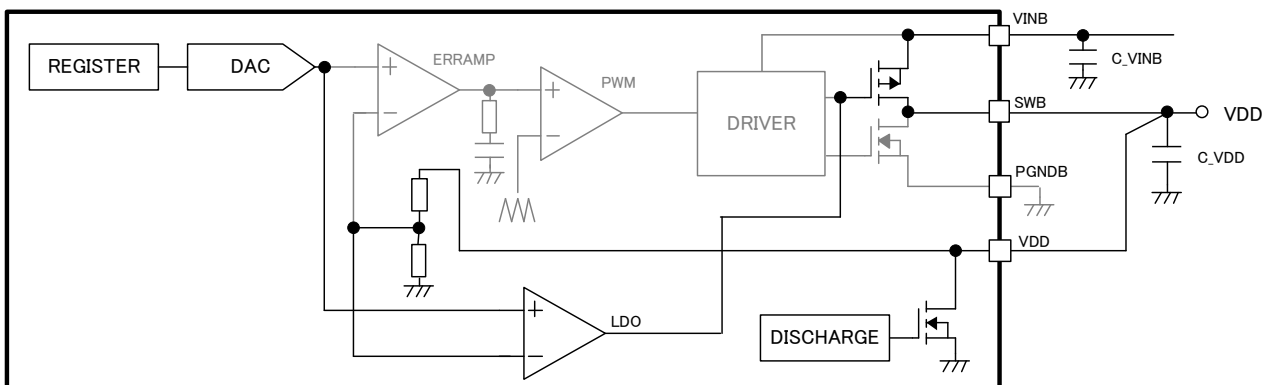 VINB
REGISTER
DAC
ERRAMP
C_VINB
PWM
+
-
+
-
DRIVER
SWB
VDD
C_VDD
PGNDB
VDD
+
-
LDO
DISCHARGE